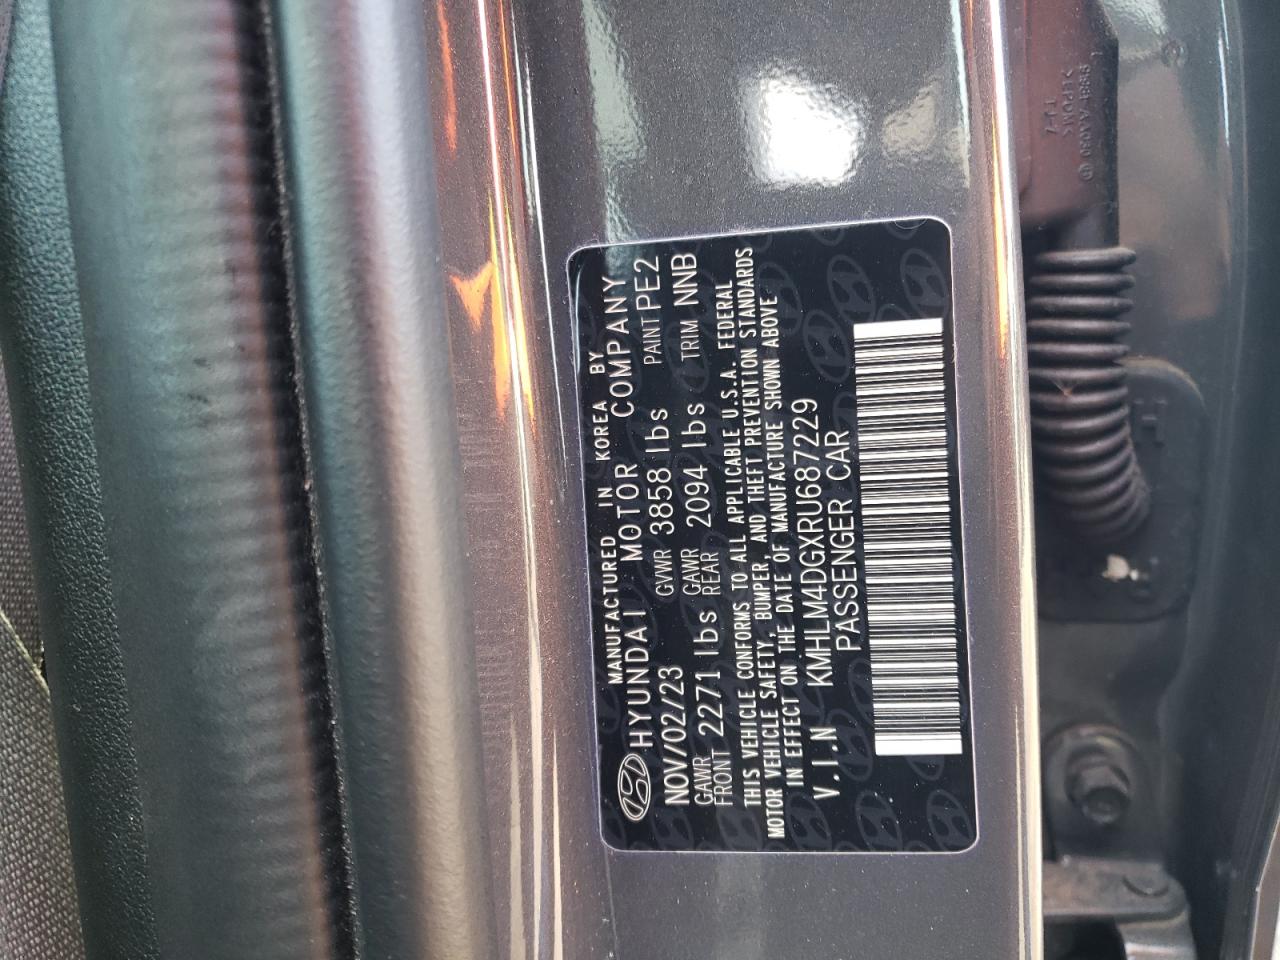 MANUFACTURED IN KOREA BY
HYUNDAI MOTOR COMPANY
NOV/02/23 GVWR 3858 lbs PAINT PE2
GAWR FRONT 2271 lbs GAWR REAR 2094 lbs TRIM NNB
THIS VEHICLE CONFORMS TO ALL APPLICABLE U.S.A. FEDERAL
MOTOR VEHICLE SAFETY, BUMPER, AND THEFT PREVENTION STANDARDS
IN EFFECT ON THE DATE OF MANUFACTURE SHOWN ABOVE
V.I.N KMHLM4DGXRU687229
PASSENGER CAR